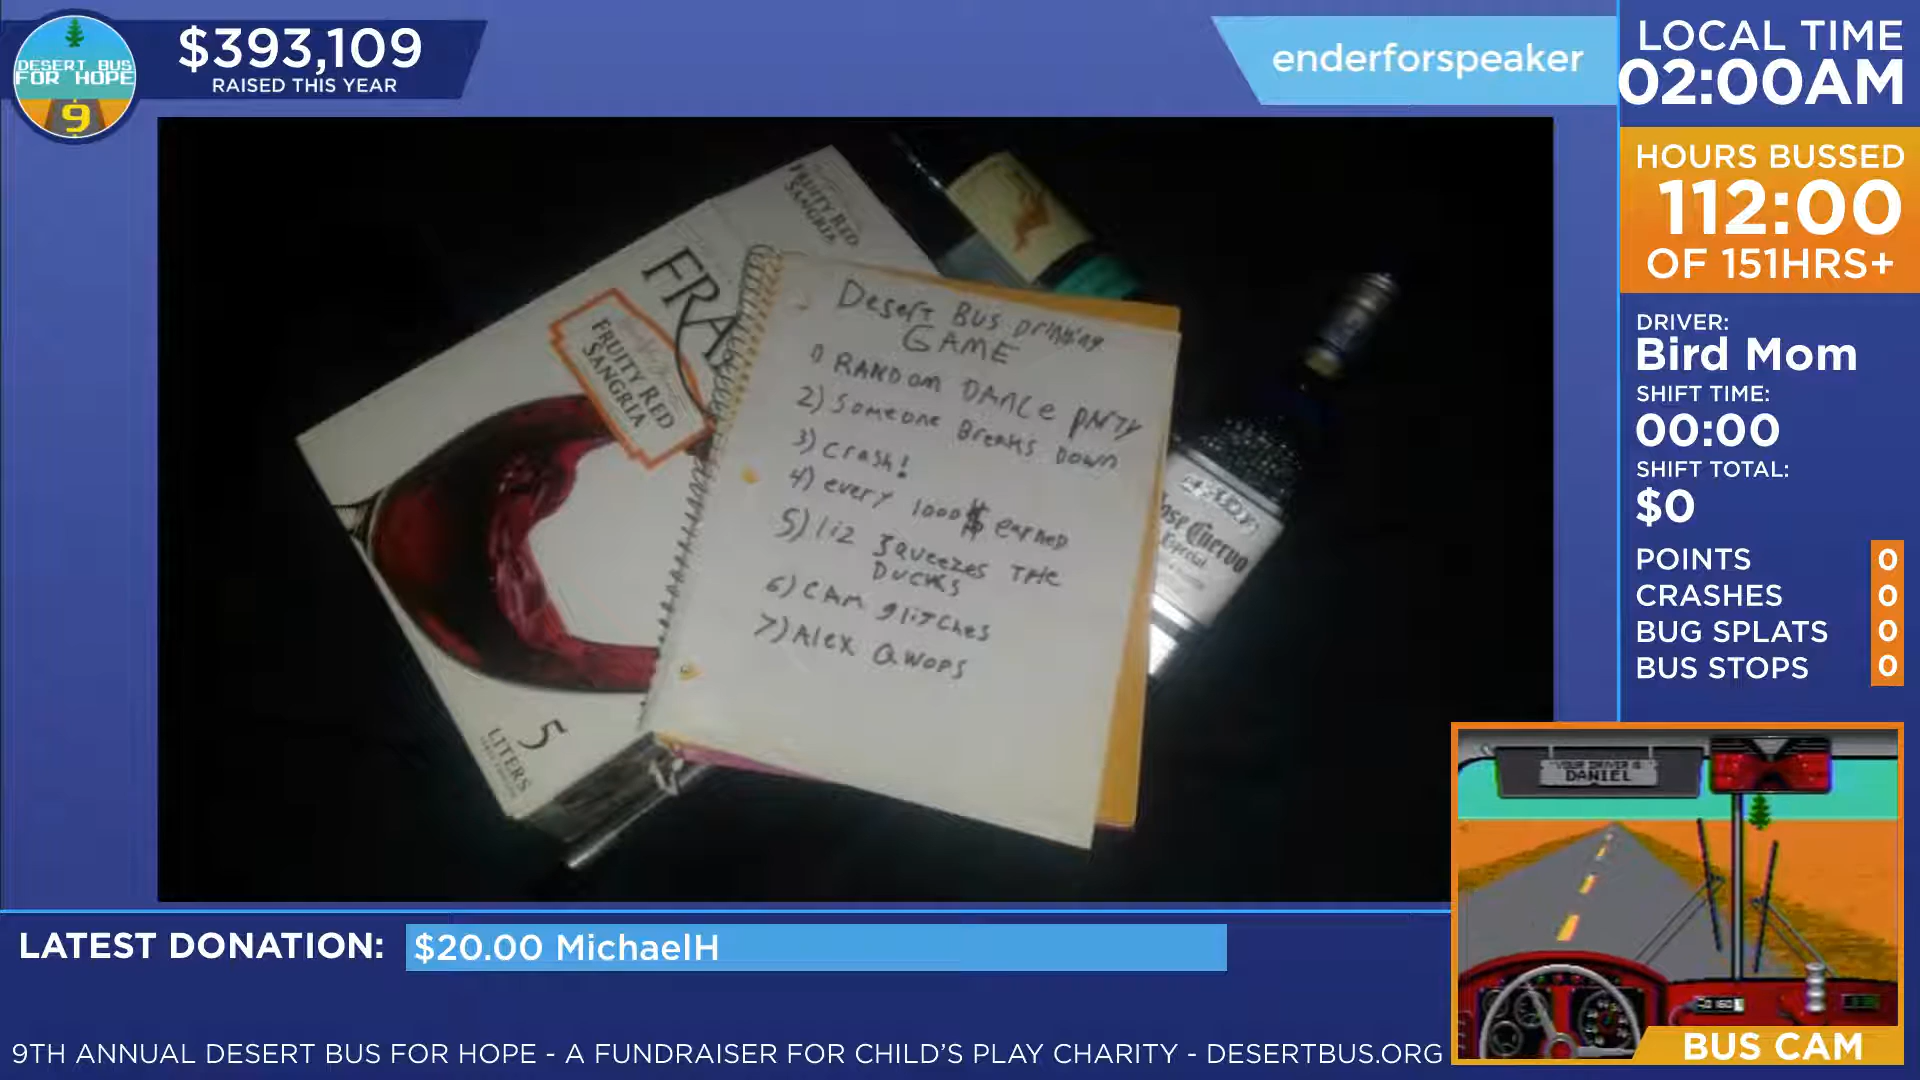 DESERT BUS
FOR HOPE
9
$393,109
RAISED THIS YEAR
enderforspeaker
LOCAL TIME
02:00AM
HOURS BUSSED
112:00
OF 151HRS+
DRIVER:
Bird Mom
SHIFT TIME:
00:00
SHIFT TOTAL:
$0
POINTS 0
CRASHES 0
BUG SPLATS 0
BUS STOPS 0
FRUITY RED
SANGRIA
FRA
FRUITY RED
SANGRIA
5
LITERS
Desert Bus Drinking
GAME
1) RANDOM DANCE PARTY
2) Someone Breaks Down
3) Crash!
4) every 1000$ earned
5) liz squeezes THE
DUCKS
6) CAM glitches
7) Alex QWOPS
Jose Cuervo
Especial
YOUR DRIVER IS
DANIEL
BUS CAM
LATEST DONATION: $20.00 MichaelH
9TH ANNUAL DESERT BUS FOR HOPE - A FUNDRAISER FOR CHILD'S PLAY CHARITY - DESERTBUS.ORG